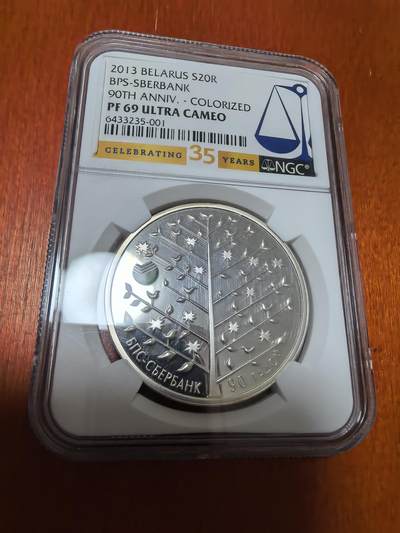 2013 BELARUS S20R
BPS-SBERBANK
90TH ANNIV. - COLORIZED
PF 69 ULTRA CAMEO
6433235-001
CELEBRATING 35 YEARS
NGC®
БПС-СБЕРБАНК
90